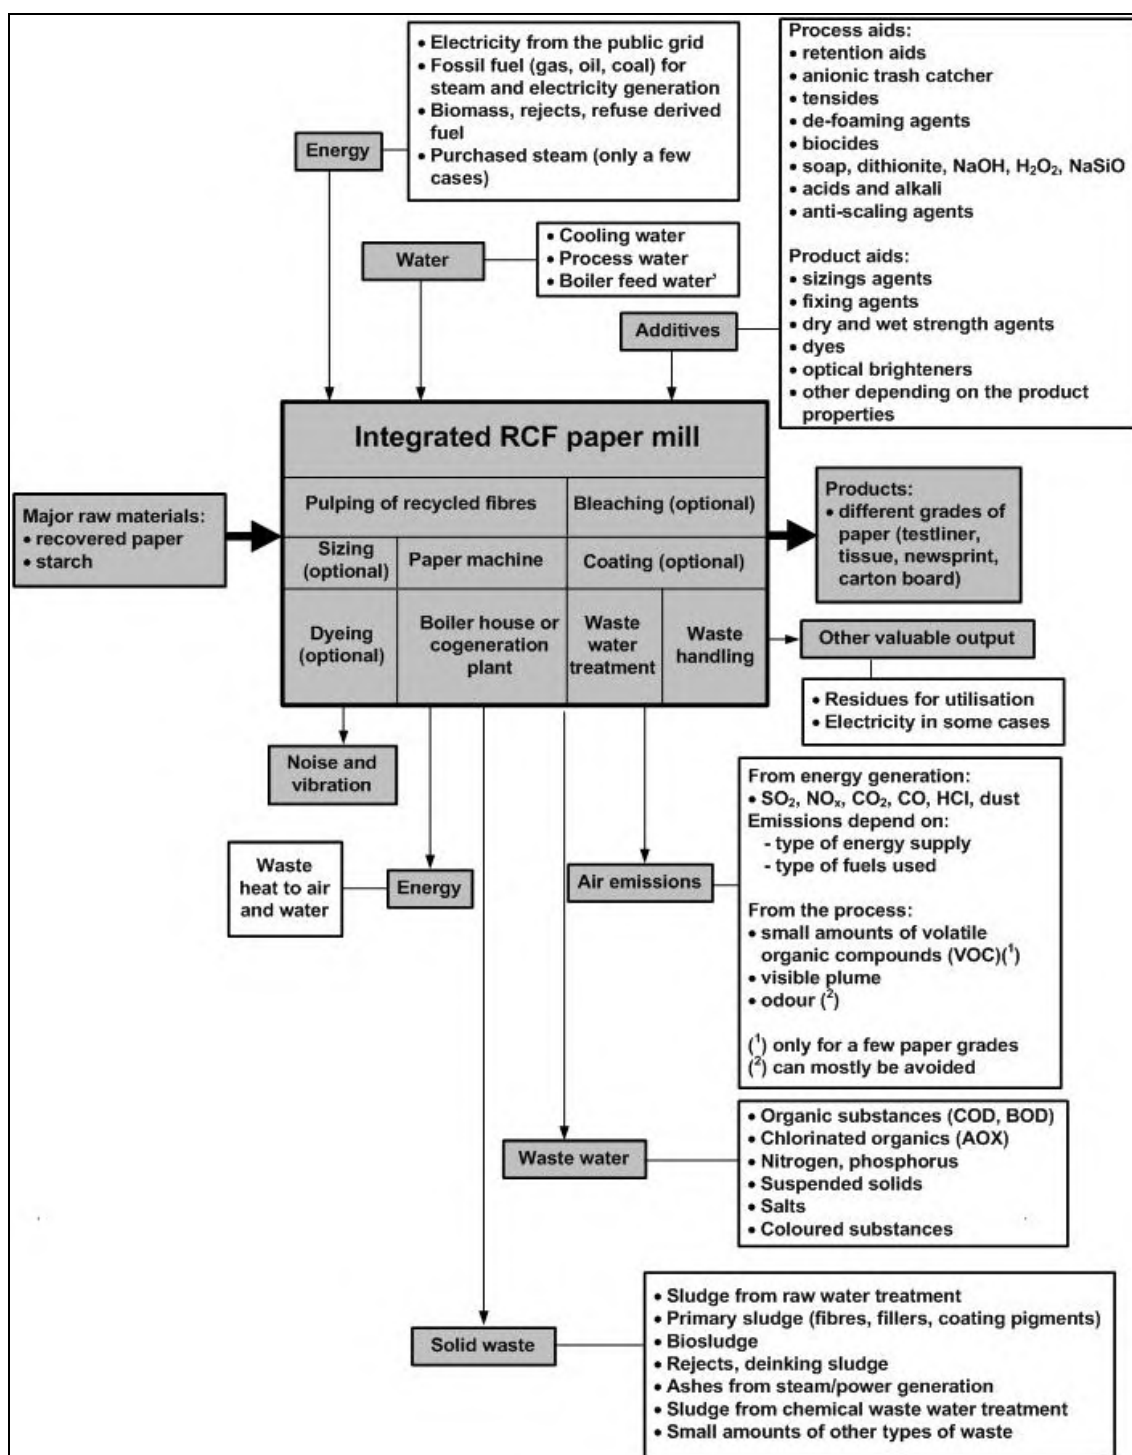 Energy
• Electricity from the public grid
• Fossil fuel (gas, oil, coal) for
steam and electricity generation
• Biomass, rejects, refuse derived
fuel
• Purchased steam (only a few
cases)
Water
• Cooling water
• Process water
• Boiler feed water’
Additives
Process aids:
• retention aids
• anionic trash catcher
• tensides
• de-foaming agents
• biocides
• soap, dithionite, NaOH, H₂O₂, NaSiO
• acids and alkali
• anti-scaling agents
Product aids:
• sizings agents
• fixing agents
• dry and wet strength agents
• dyes
• optical brighteners
• other depending on the product
properties
Major raw materials:
• recovered paper
• starch
Integrated RCF paper mill
Pulping of recycled fibres
Bleaching (optional)
Sizing
(optional)
Paper machine
Coating (optional)
Dyeing
(optional)
Boiler house or
cogeneration
plant
Waste
water
treatment
Waste
handling
Products:
• different grades of
paper (testliner,
tissue, newsprint,
carton board)
Other valuable output
• Residues for utilisation
• Electricity in some cases
Noise and
vibration
Waste
heat to air
and water
Energy
Air emissions
From energy generation:
• SO₂, NOₓ, CO₂, CO, HCl, dust
Emissions depend on:
- type of energy supply
- type of fuels used
From the process:
• small amounts of volatile
organic compounds (VOC)(¹)
• visible plume
• odour (²)
(¹) only for a few paper grades
(²) can mostly be avoided
Waste water
• Organic substances (COD, BOD)
• Chlorinated organics (AOX)
• Nitrogen, phosphorus
• Suspended solids
• Salts
• Coloured substances
Solid waste
• Sludge from raw water treatment
• Primary sludge (fibres, fillers, coating pigments)
• Biosludge
• Rejects, deinking sludge
• Ashes from steam/power generation
• Sludge from chemical waste water treatment
• Small amounts of other types of waste